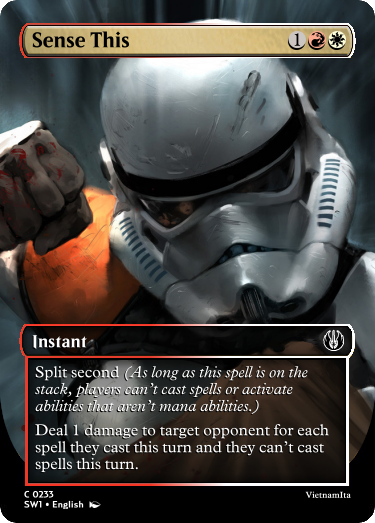 Sense This 1
Instant
Split second (As long as this spell is on the
stack, players can't cast spells or activate
abilities that aren't mana abilities.)
Deal 1 damage to target opponent for each
spell they cast this turn and they can't cast
spells this turn.
C 0233
SW1 • English VietnamIta